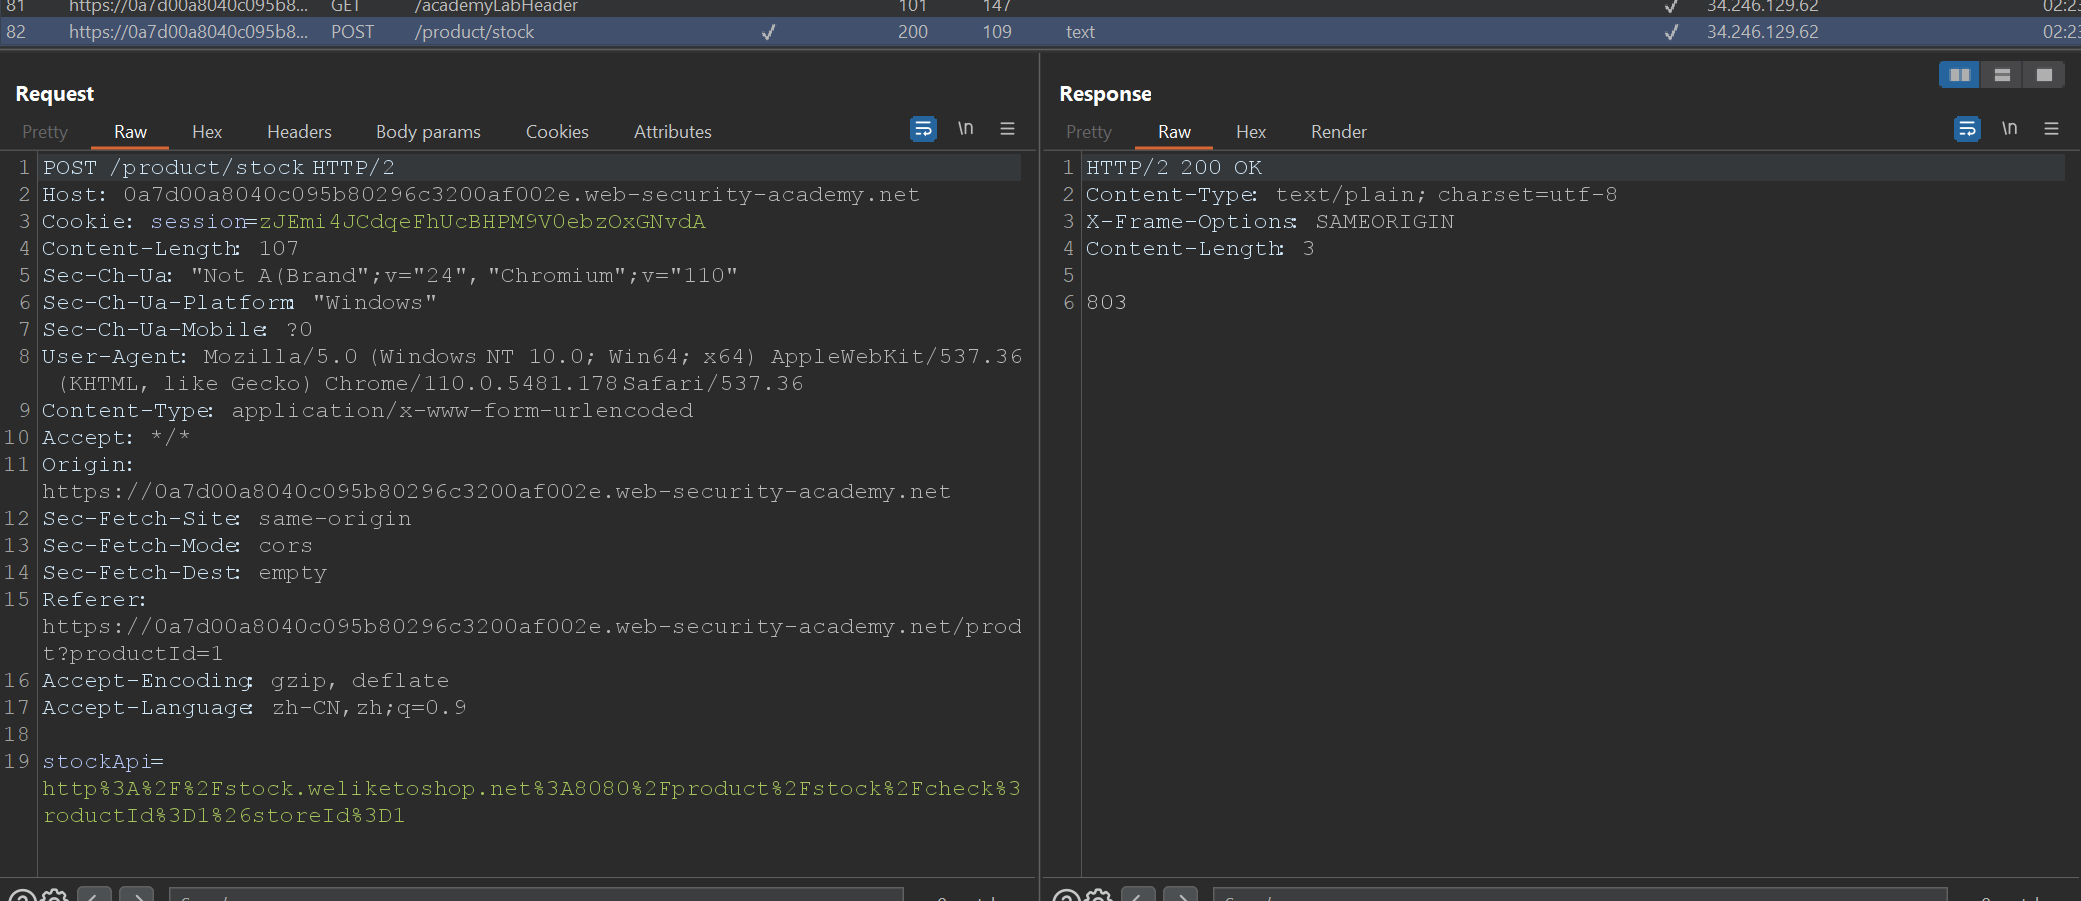 81 https://0a7d00a8040c095b8... GET /academyLabHeader 101 147 ✓ 34.246.129.62 02:23
82 https://0a7d00a8040c095b8... POST /product/stock ✓ 200 109 text ✓ 34.246.129.62 02:23
Request
Pretty Raw Hex Headers Body params Cookies Attributes \n
1 POST /product/stock HTTP/2
2 Host: 0a7d00a8040c095b80296c3200af002e.web-security-academy.net
3 Cookie: session=zJEmi4JCdqeFhUcBHPM9V0ebzOxGNvdA
4 Content-Length: 107
5 Sec-Ch-Ua: "Not A(Brand";v="24", "Chromium";v="110"
6 Sec-Ch-Ua-Platform: "Windows"
7 Sec-Ch-Ua-Mobile: ?0
8 User-Agent: Mozilla/5.0 (Windows NT 10.0; Win64; x64) AppleWebKit/537.36
(KHTML, like Gecko) Chrome/110.0.5481.178 Safari/537.36
9 Content-Type: application/x-www-form-urlencoded
10 Accept: */*
11 Origin:
https://0a7d00a8040c095b80296c3200af002e.web-security-academy.net
12 Sec-Fetch-Site: same-origin
13 Sec-Fetch-Mode: cors
14 Sec-Fetch-Dest: empty
15 Referer:
https://0a7d00a8040c095b80296c3200af002e.web-security-academy.net/prod
t?productId=1
16 Accept-Encoding: gzip, deflate
17 Accept-Language: zh-CN,zh;q=0.9
18
19 stockApi=
http%3A%2F%2Fstock.weliketoshop.net%3A8080%2Fproduct%2Fstock%2Fcheck%3
roductId%3D1%26storeId%3D1
Response
Pretty Raw Hex Render \n
1 HTTP/2 200 OK
2 Content-Type: text/plain; charset=utf-8
3 X-Frame-Options: SAMEORIGIN
4 Content-Length: 3
5
6 803